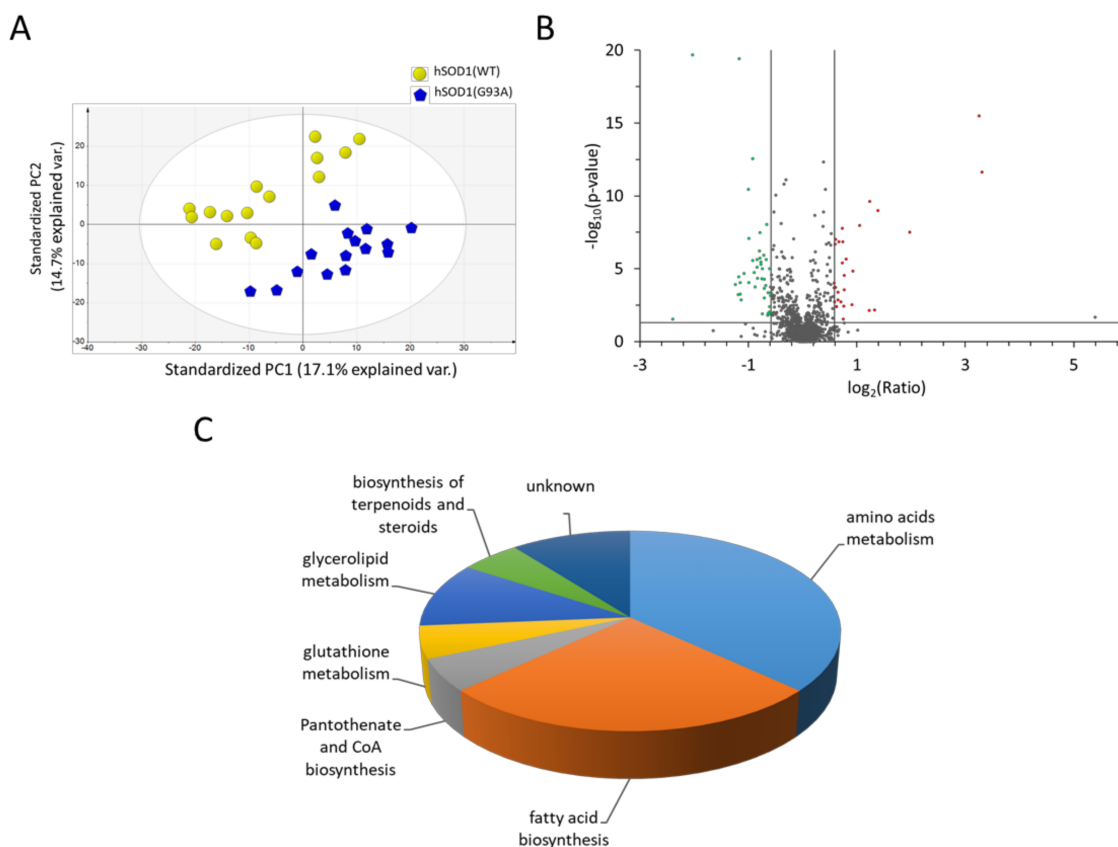 A
B
hSOD1(WT)
hSOD1(G93A)
Standardized PC2
(14.7% explained var.)
20
10
0
-10
-20
-30
-40
-30
-20
-10
0
10
20
30
Standardized PC1 (17.1% explained var.)
-log10(p-value)
20
15
10
5
0
-3
-1
1
3
5
log2(Ratio)
C
biosynthesis of
terpenoids and
steroids
unknown
amino acids
metabolism
glycerolipid
metabolism
glutathione
metabolism
Pantothenate
and CoA
biosynthesis
fatty acid
biosynthesis